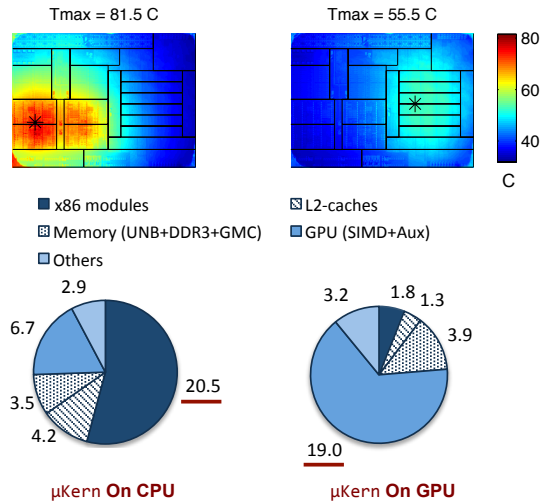 Tmax = 81.5 C
Tmax = 55.5 C
80
60
40
C
x86 modules
L2-caches
Memory (UNB+DDR3+GMC)
GPU (SIMD+Aux)
Others
2.9
6.7
3.5
4.2
20.5
3.2
1.8
1.3
3.9
19.0
μKern On CPU
μKern On GPU